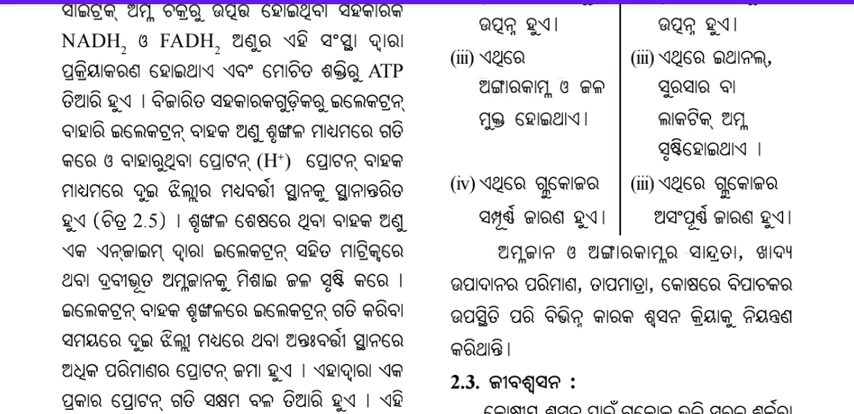 ସାଇଟ୍ରିକ୍ ଅମ୍ଳ ଚକ୍ରରୁ ଉତ୍ପନ୍ନ ହୋଇଥିବା ସହକାରକ
NADH₂ ଓ FADH₂ ଅଣୁର ଏହି ସଂସ୍ଥା ଦ୍ୱାରା
ପ୍ରକ୍ରିୟାକରଣ ହୋଇଥାଏ ଏବଂ ମୋଚିତ ଶକ୍ତିରୁ ATP
ତିଆରି ହୁଏ । ବିଜାରିତ ସହକାରକଗୁଡ଼ିକରୁ ଇଲେକଟ୍ରନ୍
ବାହାରି ଇଲେକଟ୍ରନ୍ ବାହକ ଅଣୁ ଶୃଙ୍ଖଳ ମାଧ୍ୟମରେ ଗତି
କରେ ଓ ବାହାରୁଥିବା ପ୍ରୋଟନ୍ (H⁺) ପ୍ରୋଟନ୍ ବାହକ
ମାଧ୍ୟମରେ ଦୁଇ ଝିଲ୍ଲୀର ମଧ୍ୟବର୍ତ୍ତୀ ସ୍ଥାନକୁ ସ୍ଥାନାନ୍ତରିତ
ହୁଏ (ଚିତ୍ର 2.5) । ଶୃଙ୍ଖଳ ଶେଷରେ ଥିବା ବାହକ ଅଣୁ
ଏକ ଏନ୍‌ଜାଇମ୍ ଦ୍ୱାରା ଇଲେକଟ୍ରନ୍ ସହିତ ମାଟ୍ରିକ୍ସରେ
ଥିବା ଦ୍ରବୀଭୂତ ଅମ୍ଳଜାନକୁ ମିଶାଇ ଜଳ ସୃଷ୍ଟି କରେ ।
ଇଲେକଟ୍ରନ୍ ବାହକ ଶୃଙ୍ଖଳରେ ଇଲେକଟ୍ରନ୍ ଗତି କରିବା
ସମୟରେ ଦୁଇ ଝିଲ୍ଲୀ ମଧ୍ୟରେ ଥିବା ଅନ୍ତଃବର୍ତ୍ତୀ ସ୍ଥାନରେ
ଅଧିକ ପରିମାଣର ପ୍ରୋଟନ୍ ଜମା ହୁଏ । ଏହାଦ୍ୱାରା ଏକ
ପ୍ରକାର ପ୍ରୋଟନ୍ ଗତି ସକ୍ଷମ ବଳ ତିଆରି ହୁଏ । ଏହି
ଉତ୍ପନ୍ନ ହୁଏ।
(iii) ଏଥିରେ
ଅଙ୍ଗାରକାମ୍ଳ ଓ ଜଳ
ମୁକ୍ତ ହୋଇଥାଏ।
(iv) ଏଥିରେ ଗ୍ଲୁକୋଜର
ସମ୍ପୂର୍ଣ୍ଣ ଜାରଣ ହୁଏ।
ଉତ୍ପନ୍ନ ହୁଏ।
(iii) ଏଥିରେ ଇଥାନଲ୍,
ସୁରସାର ବା
ଲାକଟିକ୍ ଅମ୍ଳ
ସୃଷ୍ଟିହୋଇଥାଏ ।
(iii) ଏଥିରେ ଗ୍ଲୁକୋଜର
ଅସଂପୂର୍ଣ୍ଣ ଜାରଣ ହୁଏ।
ଅମ୍ଳଜାନ ଓ ଅଙ୍ଗାରକାମ୍ଳର ସାନ୍ଦ୍ରତା, ଖାଦ୍ୟ
ଉପାଦାନର ପରିମାଣ, ତାପମାତ୍ରା, କୋଷରେ ବିପାଚକର
ଉପସ୍ଥିତି ପରି ବିଭିନ୍ନ କାରକ ଶ୍ୱସନ କ୍ରିୟାକୁ ନିୟନ୍ତ୍ରଣ
କରିଥାନ୍ତି।
2.3. ଜୀବଶ୍ୱସନ :